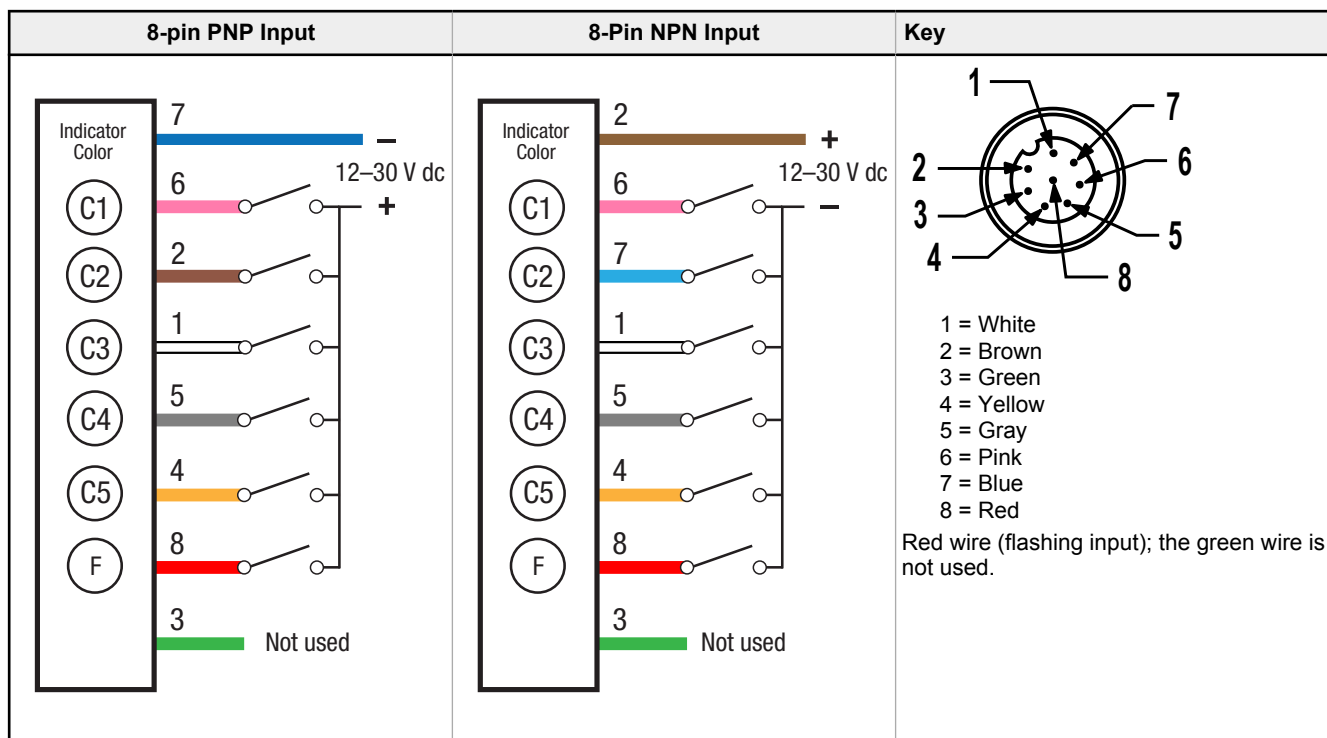 8-pin PNP Input
8-Pin NPN Input
Key
Indicator
Color
7
–
12–30 V dc
6
C1
+
2
C2
1
C3
5
C4
4
C5
8
F
3
Not used
Indicator
Color
2
+
12–30 V dc
6
C1
–
7
C2
1
C3
5
C4
4
C5
8
F
3
Not used
1
7
2
6
3
5
4
8
1 = White
2 = Brown
3 = Green
4 = Yellow
5 = Gray
6 = Pink
7 = Blue
8 = Red
Red wire (flashing input); the green wire is
not used.